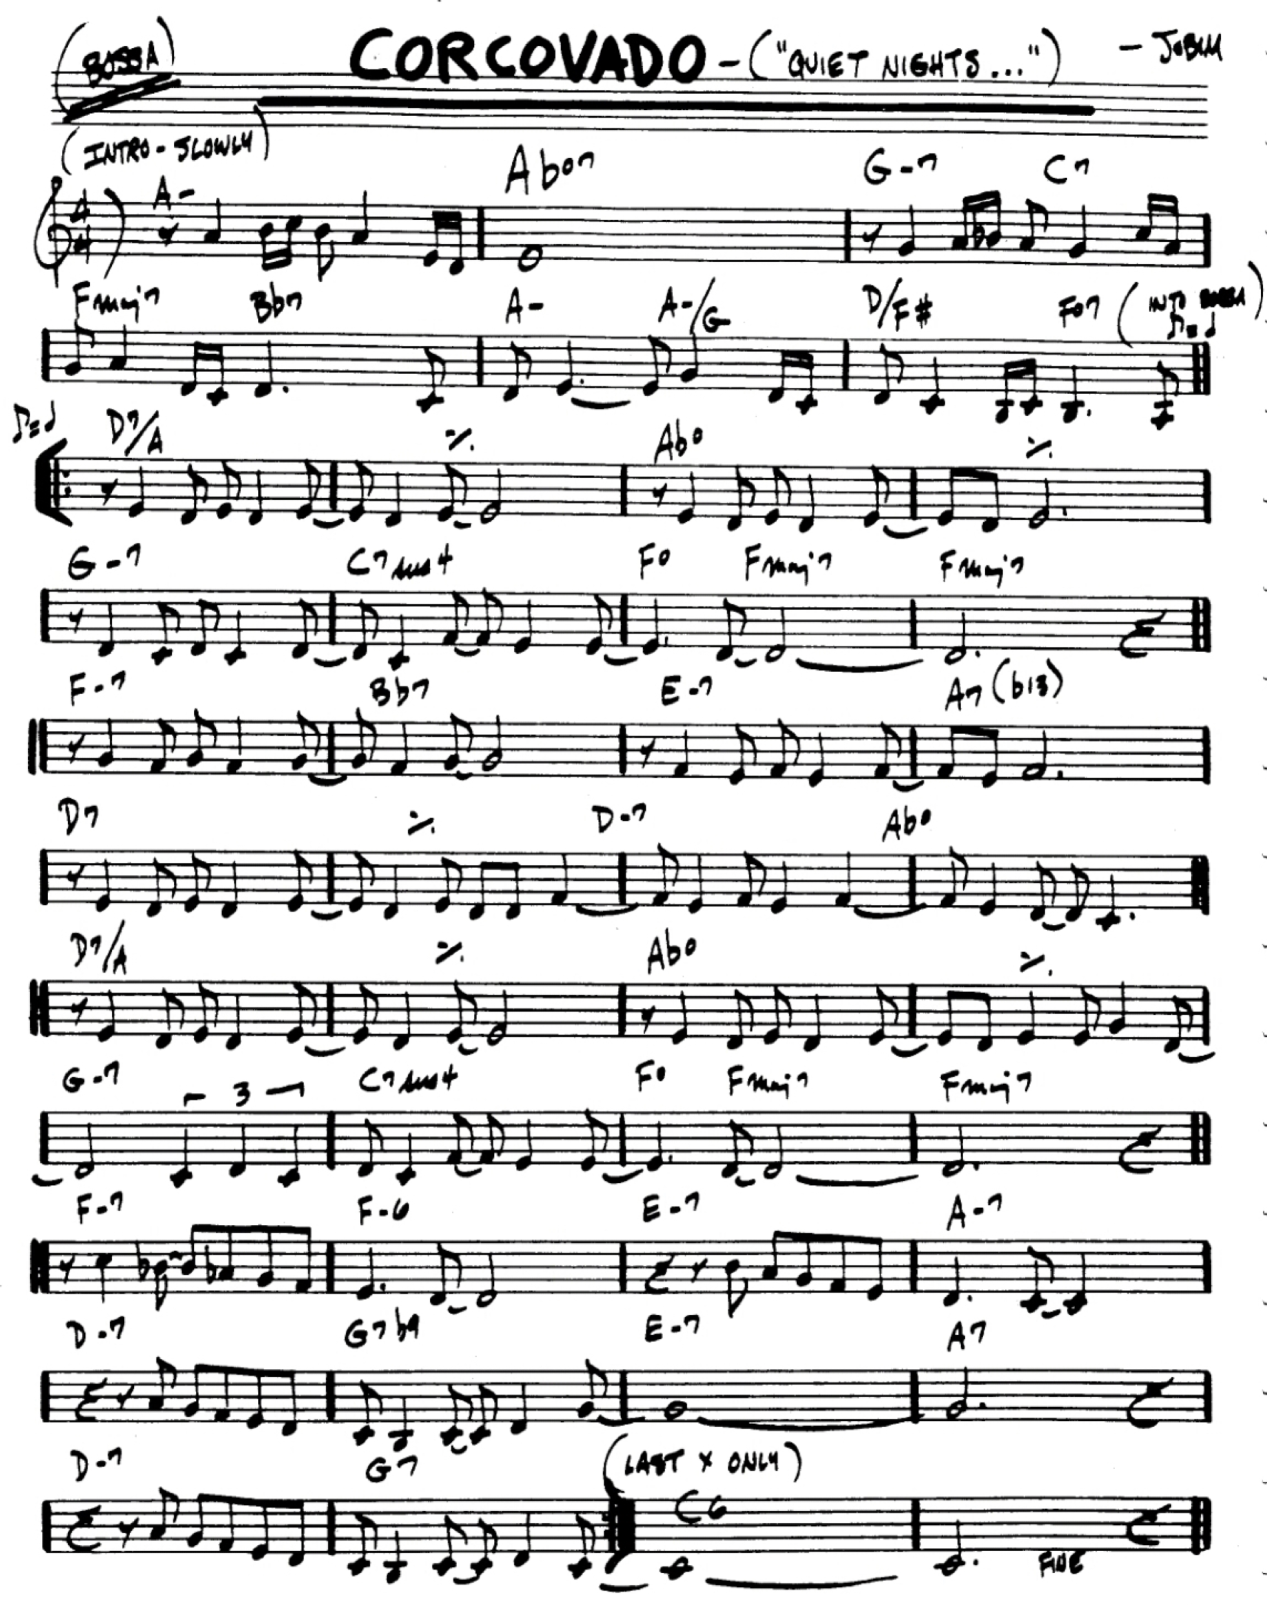 (BOSSA) CORCOVADO - ("QUIET NIGHTS...") - JOBIM
(INTRO - SLOWLY)
A- Abo7 G-7 C7
4 4
Fmaj7 Bb7 A- A-/G D/F# Fo7 (INTO BOSSA)
♪=𝅗𝅥
♪=𝅗𝅥 D7/A ٪ Abo ٪
G-7 C7sus4 Fo Fmaj7 Fmaj7
F-7 Bb7 E-7 A7(b13)
D7 ٪ D-7 Abo
D7/A ٪ Abo ٪
G-7 3 C7sus4 Fo Fmaj7 Fmaj7
F-7 F-6 E-7 A-7
D-7 G7b9 E-7 A7
D-7 G7 (LAST X ONLY)
C6
FINE